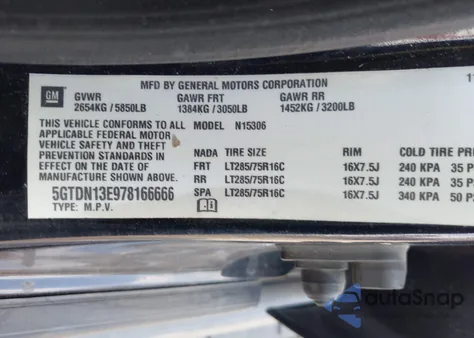 MFD BY GENERAL MOTORS CORPORATION
GM GVWR GAWR FRT GAWR RR
2654KG / 5850LB 1384KG / 3050LB 1452KG / 3200LB
THIS VEHICLE CONFORMS TO ALL MODEL N15306
APPLICABLE FEDERAL MOTOR
VEHICLE SAFETY AND THEFT
PREVENTION STANDARDS IN NADA TIRE SIZE RIM COLD TIRE
EFFECT ON THE DATE OF FRT LT285/75R16C 16X7.5J 240 KPA 35
MANUFACTURE SHOWN ABOVE. RR LT285/75R16C 16X7.5J 240 KPA 35
5GTDN13E978166666 SPA LT285/75R16C 16X7.5J 340 KPA 50
TYPE: M.P.V.
AutaSnap